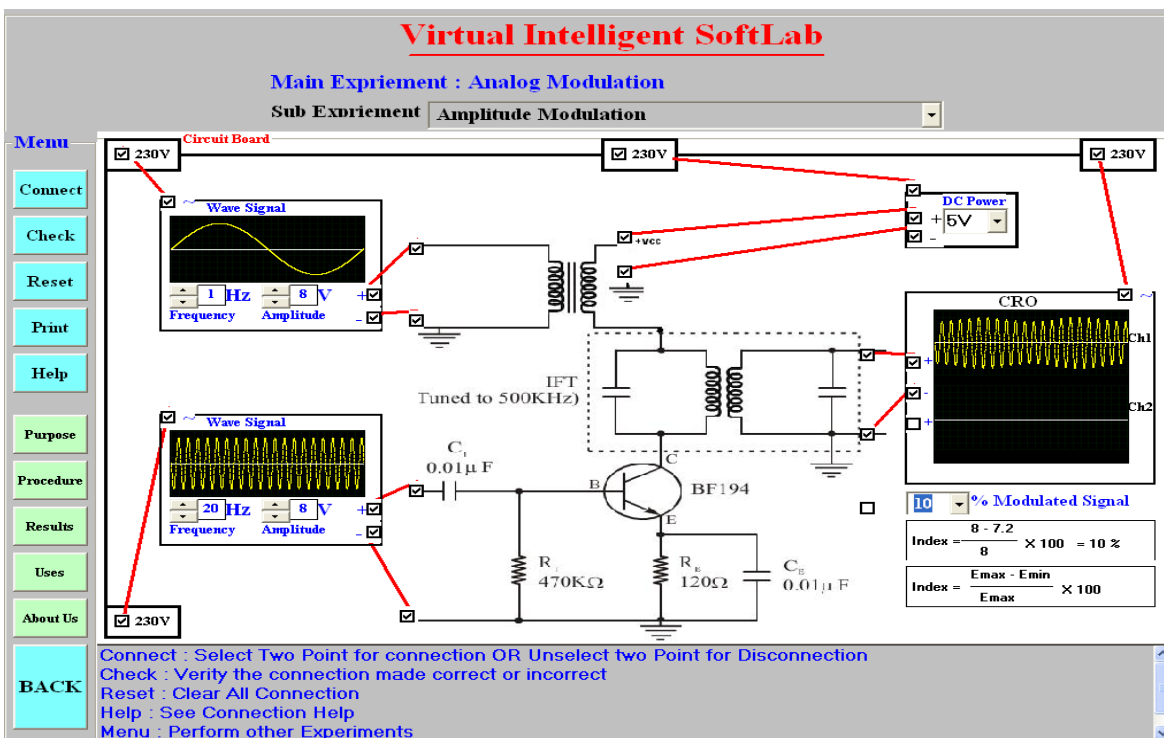 Virtual Intelligent SoftLab
Main Expriement : Analog Modulation
Sub Expriement Amplitude Modulation
Menu
Circuit Board
230V 230V 230V
Connect
Check
Reset
Print
Help
Purpose
Procedure
Results
Uses
About Us
BACK
~ Wave Signal
1 Hz 8 V +
Frequency Amplitude -
+vcc
DC Power
-
+ 5V
-
CRO ~
Ch1
+
-
Ch2
+
IFT
Tuned to 500KHz)
~ Wave Signal
20 Hz 8 V +
Frequency Amplitude -
C
0.01μF
B
C
E
BF194
R
470KΩ
R E
120Ω
C E
0.01μF
10 % Modulated Signal
Index = 8 - 7.2 / 8 X 100 = 10 %
Index = Emax - Emin / Emax X 100
230V
Connect : Select Two Point for connection OR Unselect two Point for Disconnection
Check : Verity the connection made correct or incorrect
Reset : Clear All Connection
Help : See Connection Help
Menu : Perform other Experiments